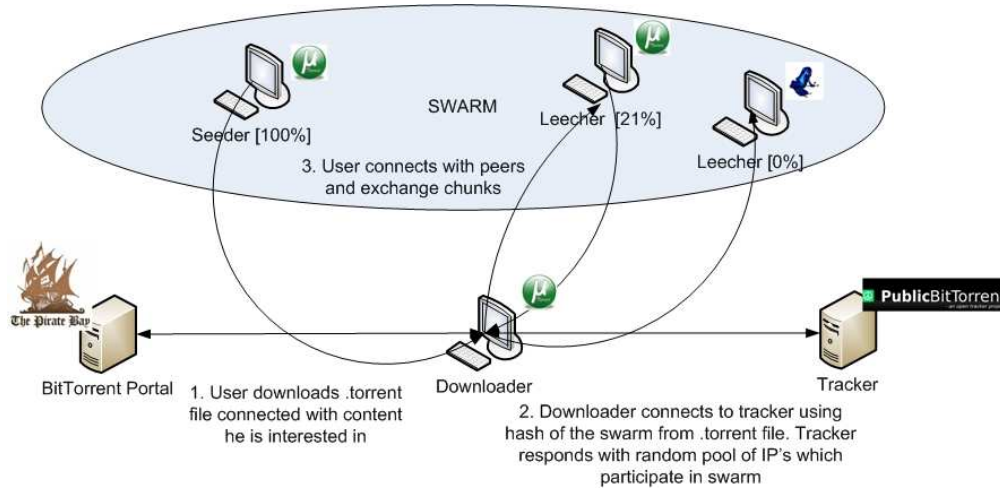 SWARM
Seeder [100%]
Leecher [21%]
Leecher [0%]
3. User connects with peers
and exchange chunks
The Pirate Bay
PublicBitTorren
BitTorrent Portal
Downloader
Tracker
1. User downloads .torrent
file connected with content
he is interested in
2. Downloader connects to tracker using
hash of the swarm from .torrent file. Tracker
responds with random pool of IP's which
participate in swarm